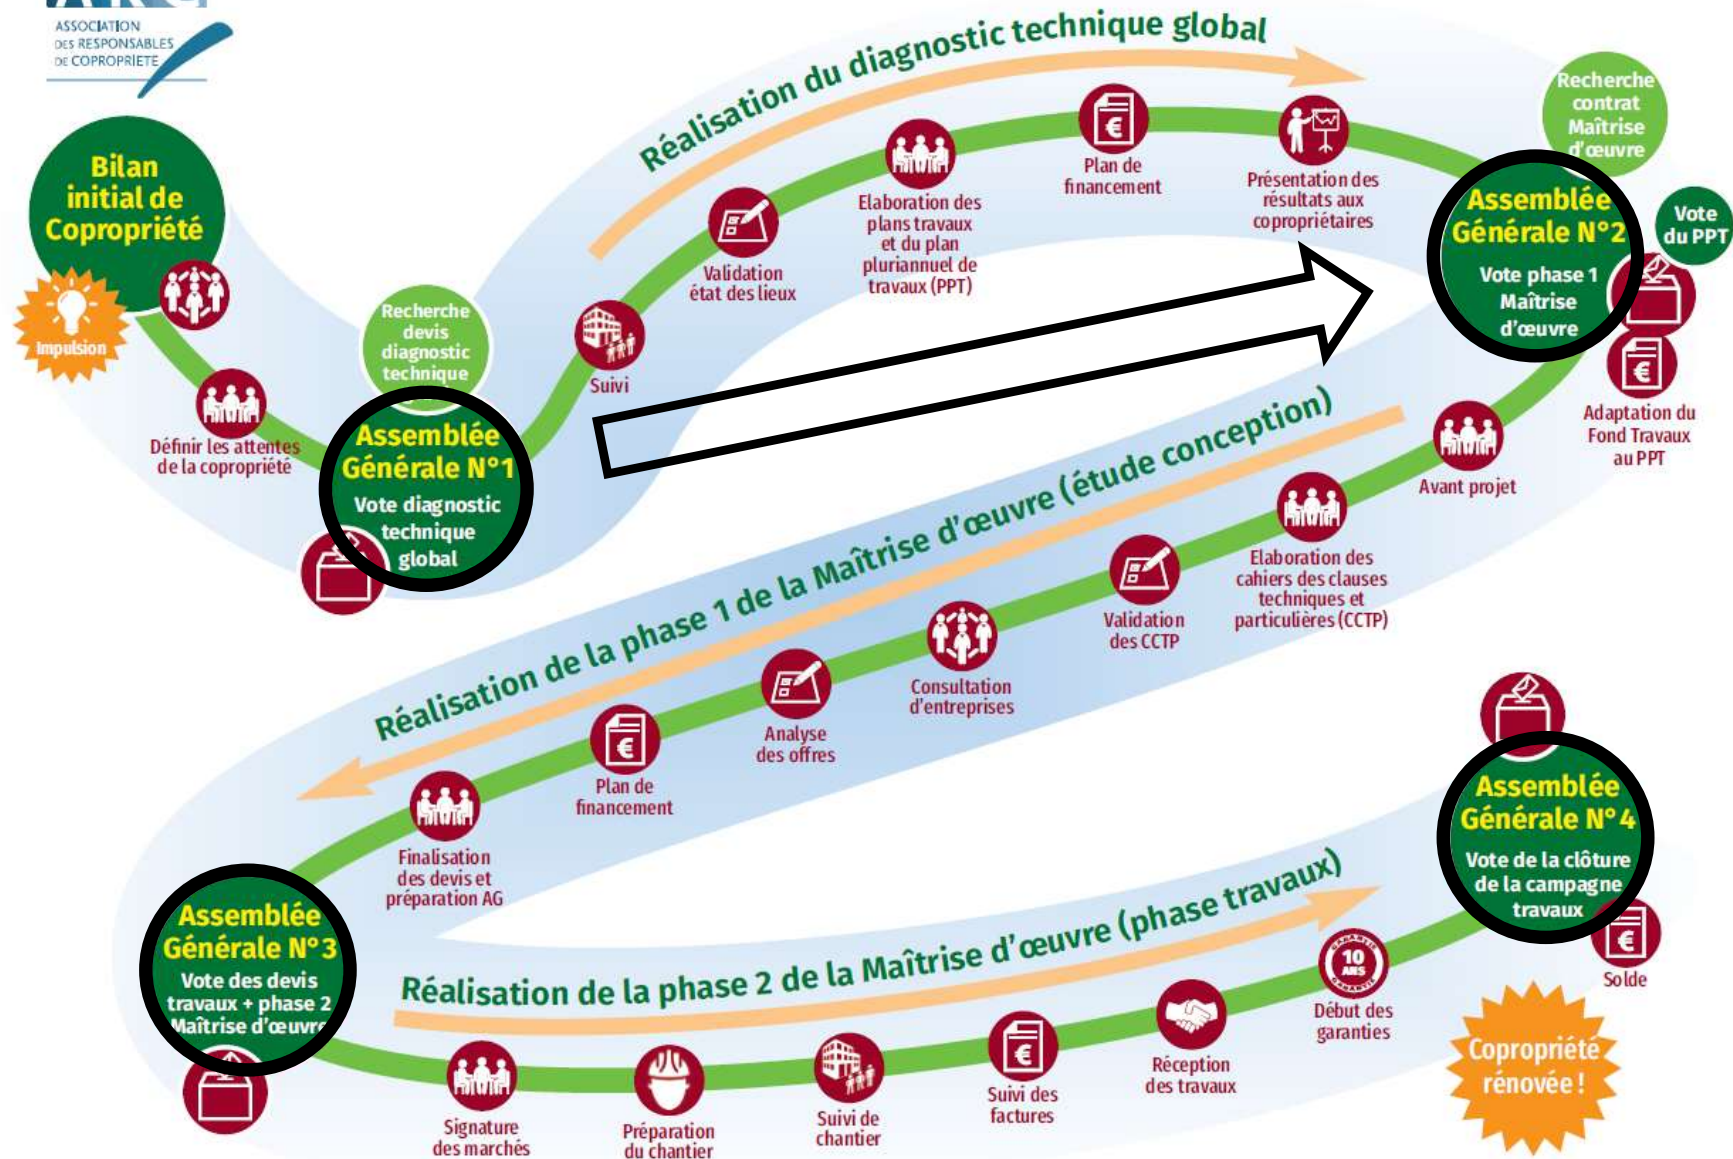 ARC
ASSOCIATION
DES RESPONSABLES
DE COPROPRIETE
Bilan
initial de
Copropriété
Impulsion
Définir les attentes
de la copropriété
Recherche
devis
diagnostic
technique
Assemblée
Générale N°1
Vote diagnostic
technique
global
Réalisation du diagnostic technique global
Suivi
Validation
état des lieux
Elaboration des
plans travaux
et du plan
pluriannuel de
travaux (PPT)
€
Plan de
financement
Présentation des
résultats aux
copropriétaires
Recherche
contrat
Maîtrise
d'œuvre
Assemblée
Générale N°2
Vote phase 1
Maîtrise
d'œuvre
Vote
du PPT
€
Adaptation du
Fond Travaux
au PPT
Réalisation de la phase 1 de la Maîtrise d'œuvre (étude conception)
Avant projet
Elaboration des
cahiers des clauses
techniques et
particulières (CCTP)
Validation
des CCTP
Consultation
d'entreprises
Analyse
des offres
€
Plan de
financement
Finalisation
des devis et
préparation AG
Assemblée
Générale N°3
Vote des devis
travaux + phase 2
Maîtrise d'œuvre
Réalisation de la phase 2 de la Maîtrise d'œuvre (phase travaux)
Signature
des marchés
Préparation
du chantier
Suivi de
chantier
€
Suivi des
factures
Réception
des travaux
GARANTIE
10
ANS
GARANTIE
Début des
garanties
Assemblée
Générale N°4
Vote de la clôture
de la campagne
travaux
€
Solde
Copropriété
rénovée !